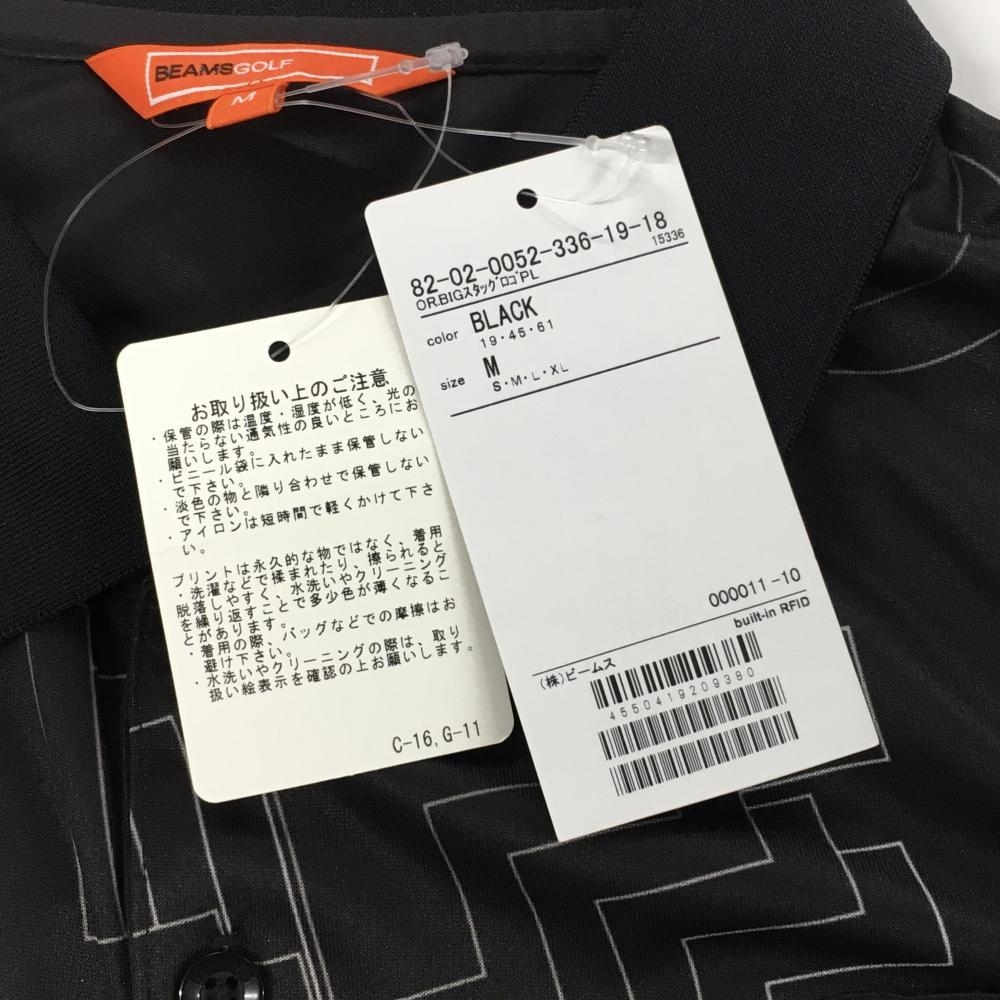 BEAMSGOLF
M
82-02-0052-336-19-18
15336
OR.BIGスタッグロゴPL
color BLACK
19・45・61
size M
S・M・L・XL
000011-10
built-in RFID
(株)ビームス
4550419209380
お取り扱い上のご注意
・保管の際は温度・湿度が低く、光の
当たらない通気性の良いところにお
願いします。
・ビニール袋に入れたまま保管しない
で下さい。
・淡色の物と隣り合わせで保管しない
で下さい。
・アイロンは短時間で軽くかけて下さ
い。
プリントは永久的な物ではなく、着用
・洗濯などで揉まれたり、擦られると
脱落しやすく、水洗いやクリーニング
を繰り返すことで多少色が薄くなるこ
とがあります。
・着用の際、バッグなどでの摩擦はお
避け下さい。
・水洗いやクリーニングの際は、取り
扱い絵表示を確認の上お願いします。
C-16,G-11